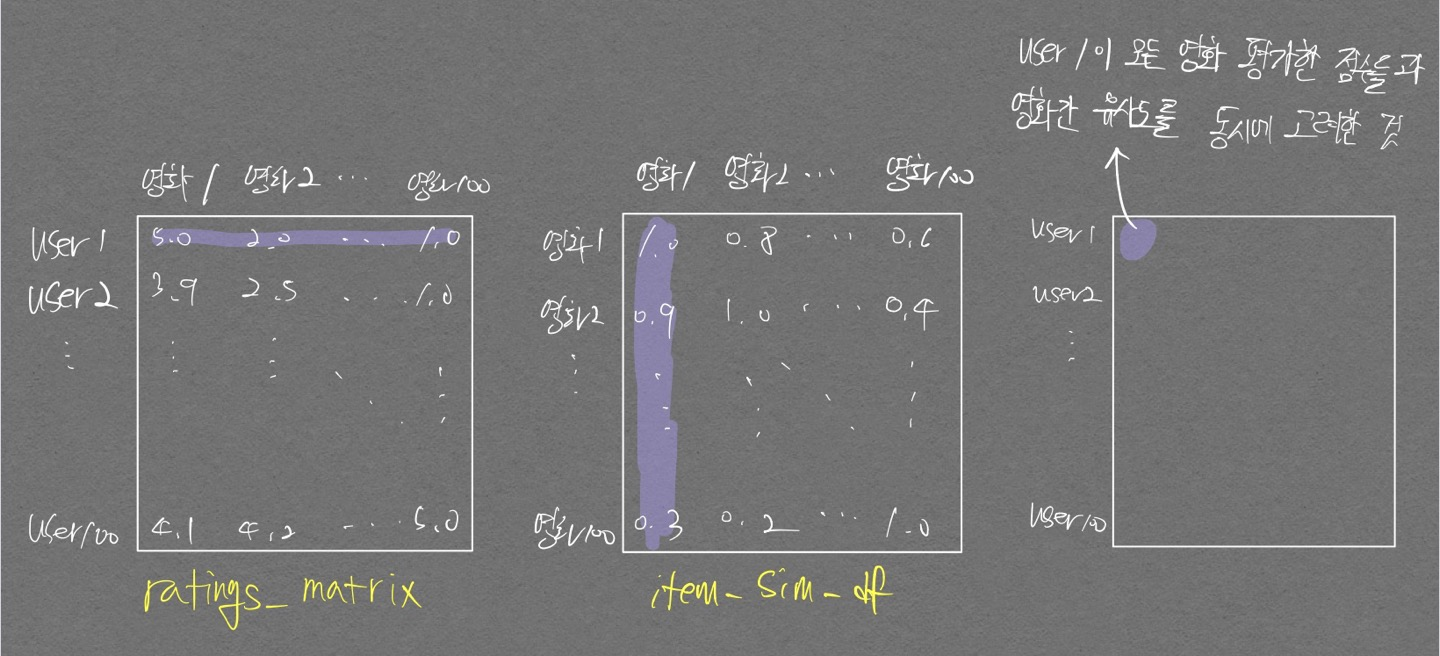 user1이 모든 영화 평가한 점수들과
영화간 유사도를 동시에 고려한 것
영화1 영화2 ... 영화100
user1 5.0 2.0 ... 1.0
user2 3.9 2.5 ... 1.0
user100 4.1 4.2 ... 5.0
ratings_matrix
영화1 영화2 ... 영화100
영화1 1.0 0.8 ... 0.6
영화2 0.9 1.0 ... 0.4
영화100 0.3 0.2 ... 1.0
item_sim_df
user1
user2
user10